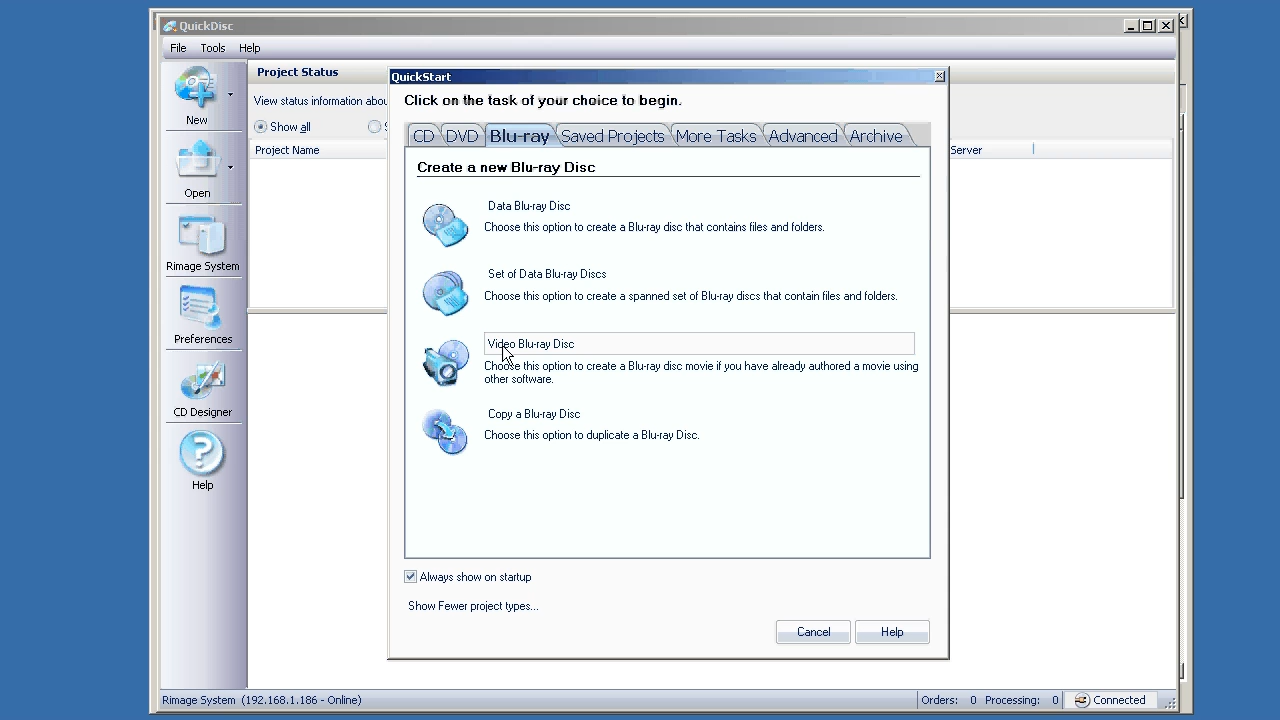 QuickDisc
File Tools Help
New
Open
Rimage System
Preferences
CD Designer
Help
Project Status
View status information abou
Show all
Project Name
Server
QuickStart
Click on the task of your choice to begin.
CD DVD Blu-ray Saved Projects More Tasks Advanced Archive
Create a new Blu-ray Disc
Data Blu-ray Disc
Choose this option to create a Blu-ray disc that contains files and folders.
Set of Data Blu-ray Discs
Choose this option to create a spanned set of Blu-ray discs that contain files and folders.
Video Blu-ray Disc
Choose this option to create a Blu-ray disc movie if you have already authored a movie using
other software.
Copy a Blu-ray Disc
Choose this option to duplicate a Blu-ray Disc.
Always show on startup
Show Fewer project types...
Cancel Help
Rimage System (192.168.1.186 - Online) Orders: 0 Processing: 0 Connected